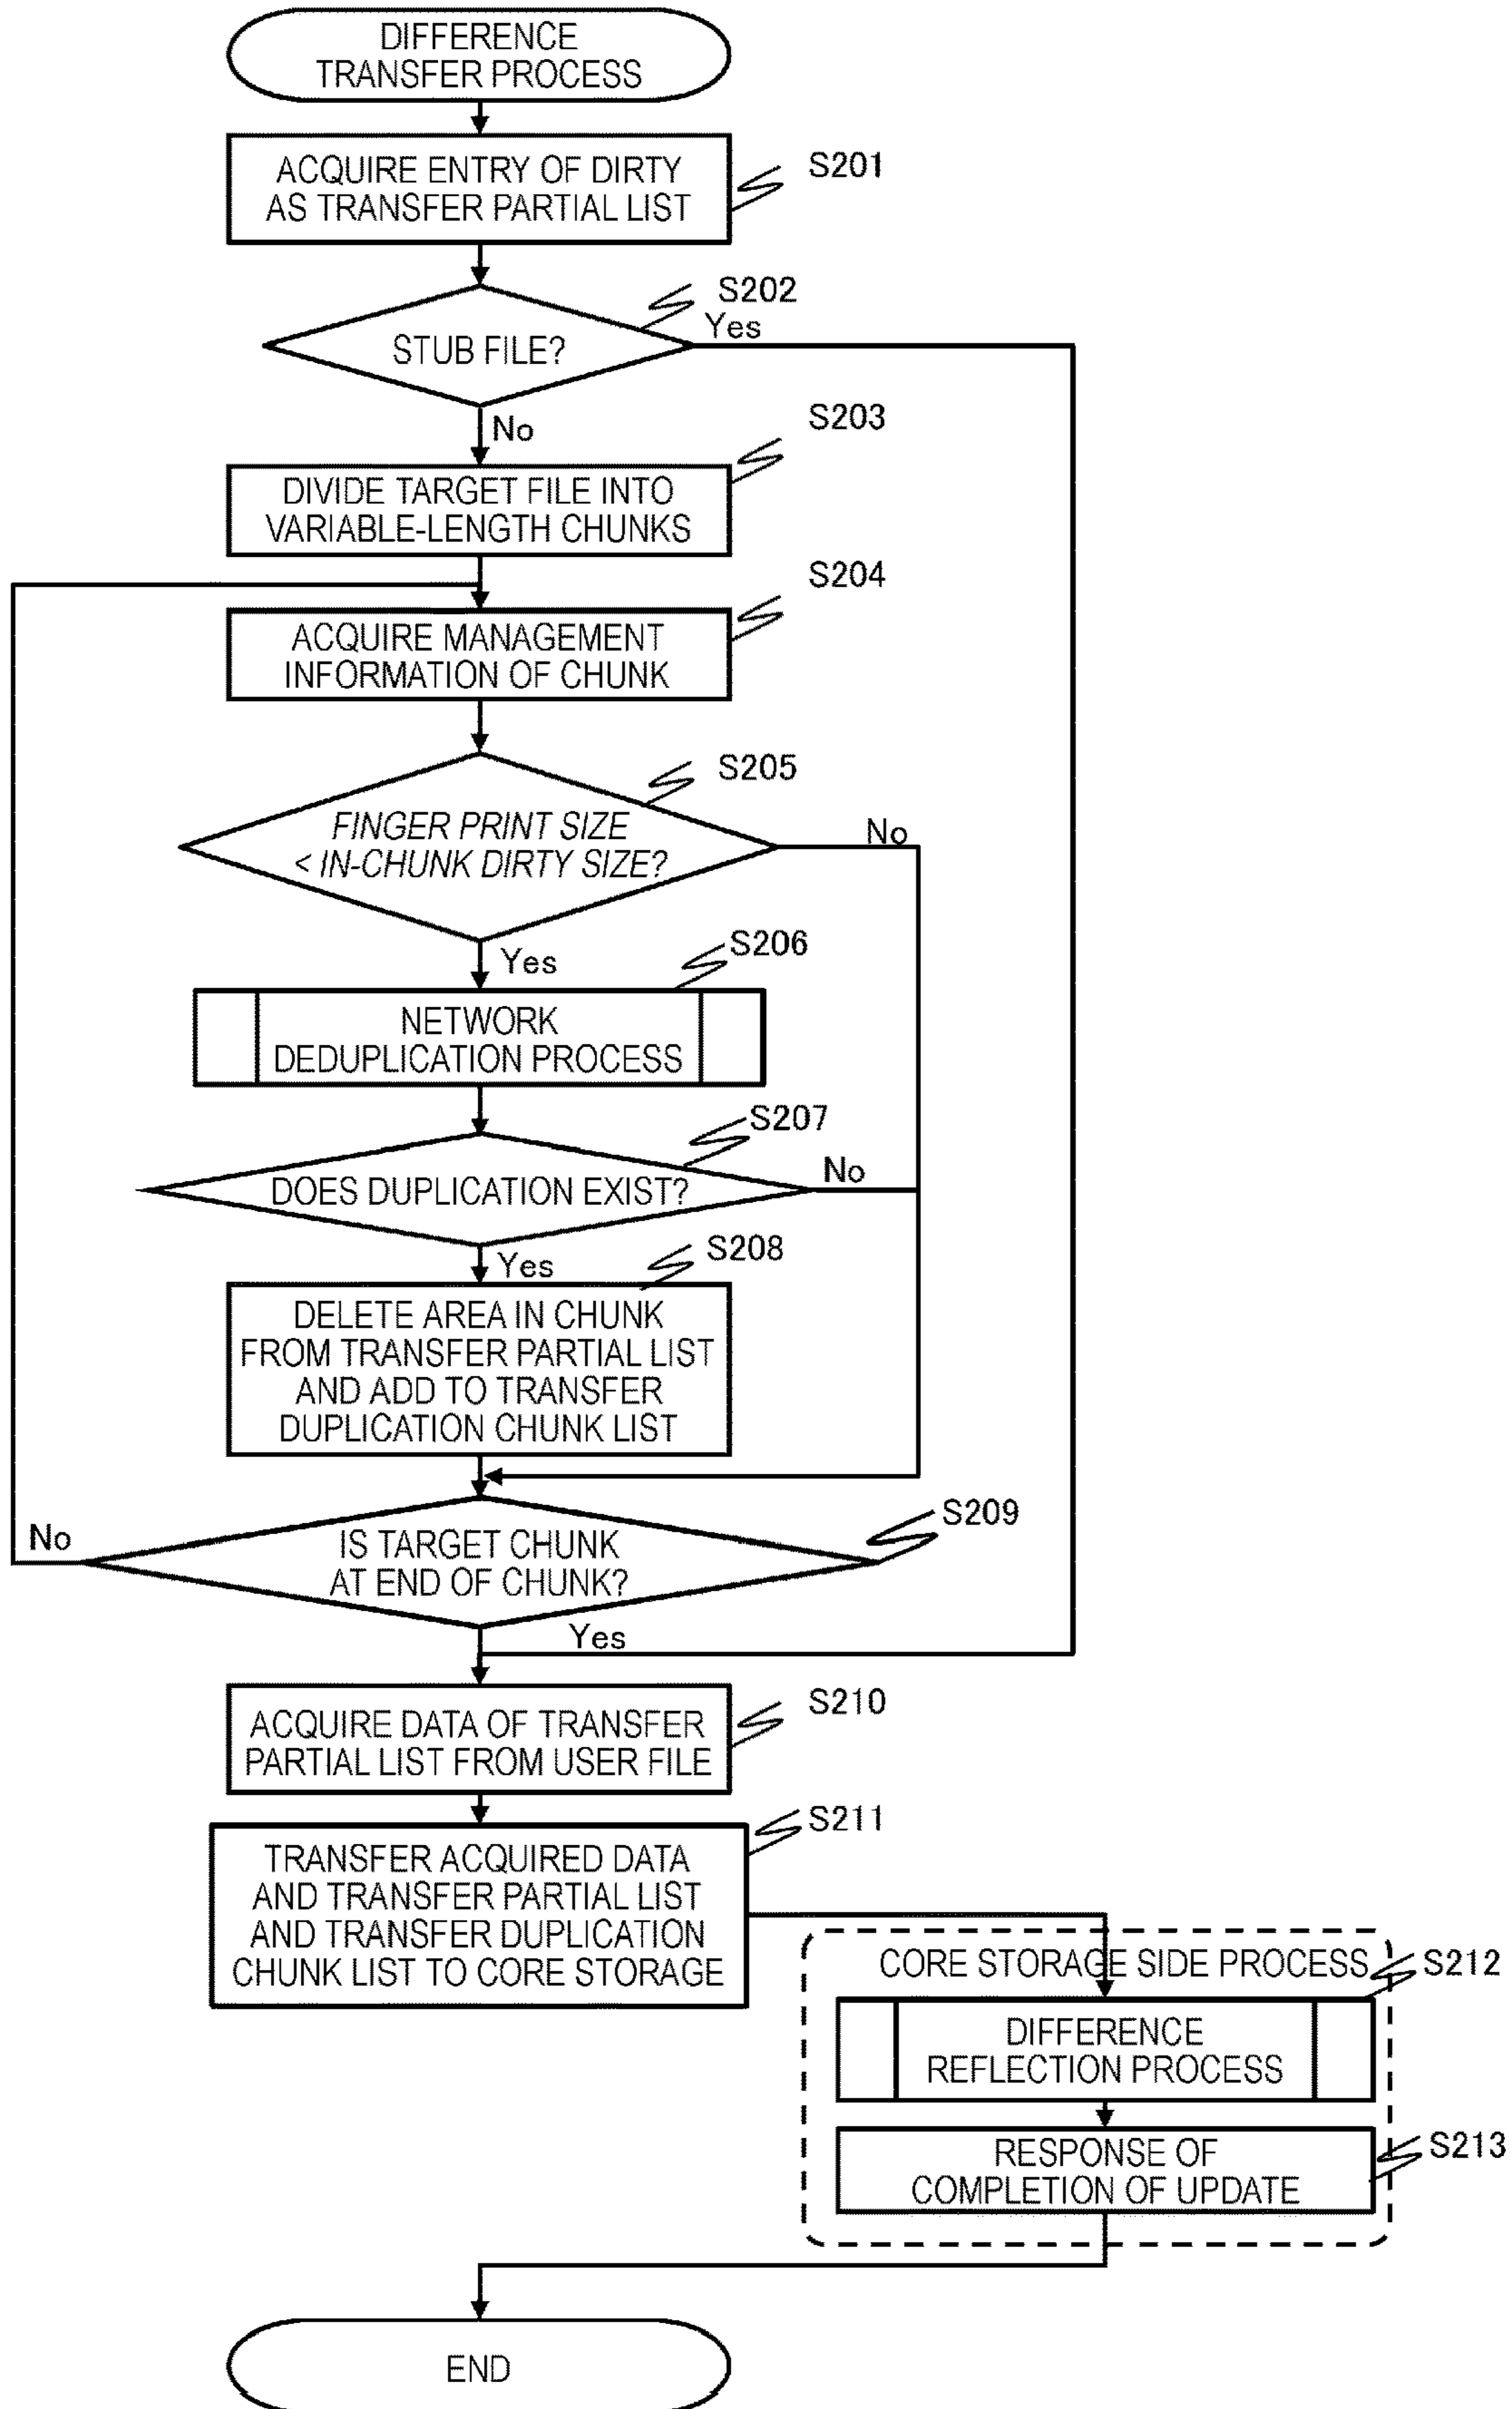 DIFFERENCE
TRANSFER PROCESS
ACQUIRE ENTRY OF DIRTY
AS TRANSFER PARTIAL LIST
S201
S202
STUB FILE?
Yes
No
S203
DIVIDE TARGET FILE INTO
VARIABLE-LENGTH CHUNKS
S204
ACQUIRE MANAGEMENT
INFORMATION OF CHUNK
S205
FINGER PRINT SIZE
< IN-CHUNK DIRTY SIZE?
No
Yes
S206
NETWORK
DEDUPLICATION PROCESS
S207
DOES DUPLICATION EXIST?
No
Yes
S208
DELETE AREA IN CHUNK
FROM TRANSFER PARTIAL LIST
AND ADD TO TRANSFER
DUPLICATION CHUNK LIST
S209
No
IS TARGET CHUNK
AT END OF CHUNK?
Yes
S210
ACQUIRE DATA OF TRANSFER
PARTIAL LIST FROM USER FILE
S211
TRANSFER ACQUIRED DATA
AND TRANSFER PARTIAL LIST
AND TRANSFER DUPLICATION
CHUNK LIST TO CORE STORAGE
CORE STORAGE SIDE PROCESS
S212
DIFFERENCE
REFLECTION PROCESS
RESPONSE OF
COMPLETION OF UPDATE
S213
END